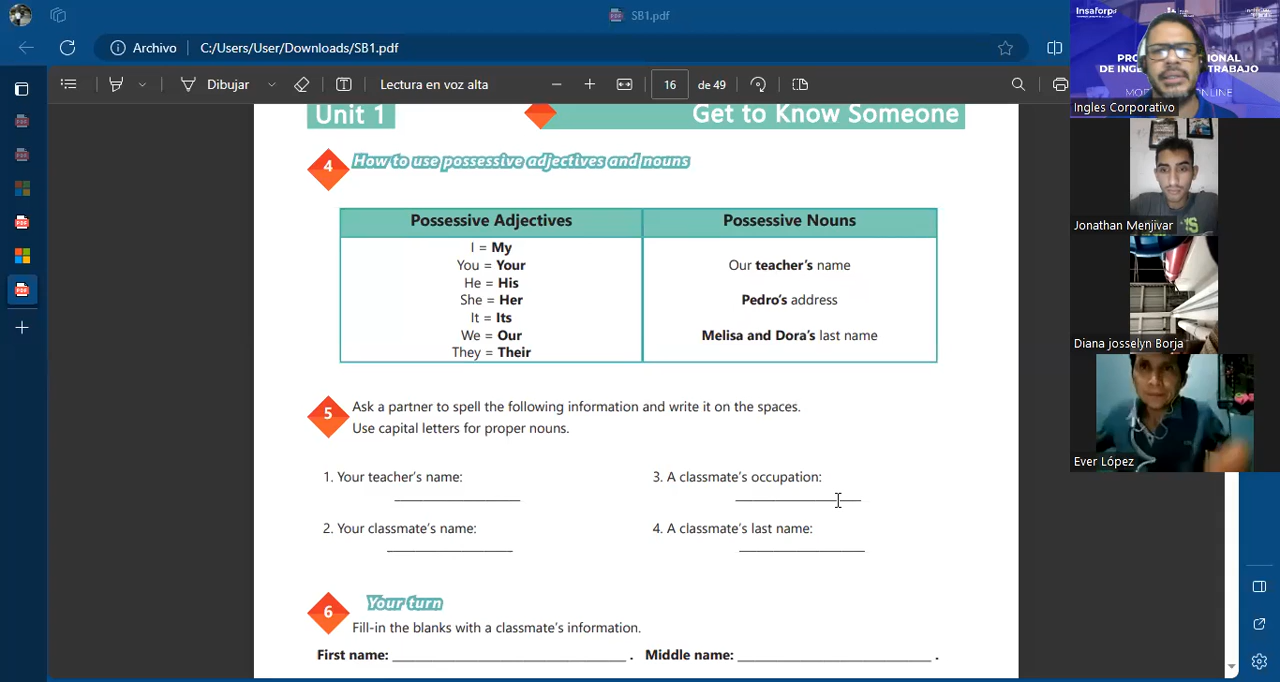 SB1.pdf
Archivo
C:/Users/User/Downloads/SB1.pdf
Dibujar
Lectura en voz alta
16
de 49
Unit 1
Get to Know Someone
4
How to use possessive adjectives and nouns
Possessive Adjectives
Possessive Nouns
I = My
You = Your
He = His
She = Her
It = Its
We = Our
They = Their
Our teacher's name
Pedro's address
Melisa and Dora's last name
5
Ask a partner to spell the following information and write it on the spaces.
Use capital letters for proper nouns.
1. Your teacher's name:
2. Your classmate's name:
3. A classmate's occupation:
4. A classmate's last name:
6
Your turn
Fill-in the blanks with a classmate's information.
First name: ______________________________ .
Middle name: ______________________________ .
Insaforp
DE INGL
TRABAJO
ONLINE
Ingles Corporativo
Jonathan Menjivar
Diana josselyn Borja
Ever López